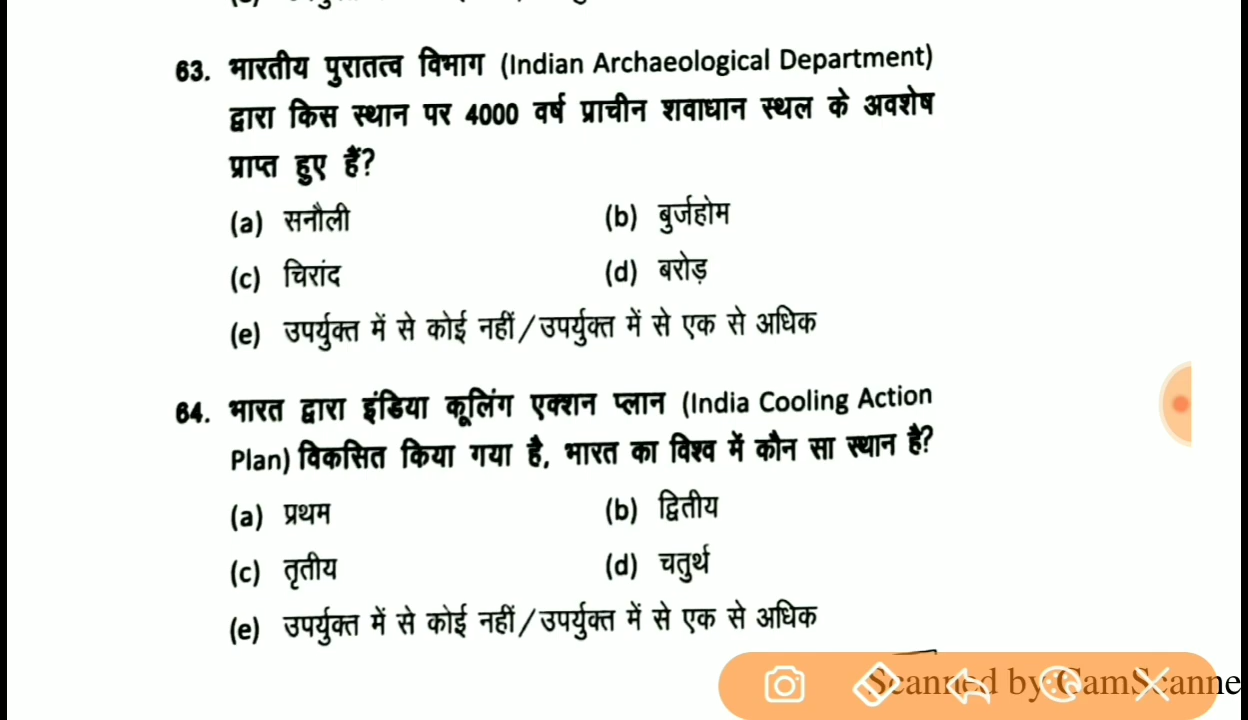 63. भारतीय पुरातत्व विभाग (Indian Archaeological Department)
द्वारा किस स्थान पर 4000 वर्ष प्राचीन शवाधान स्थल के अवशेष
प्राप्त हुए हैं?
(a) सनौली (b) बुर्जहोम
(c) चिरांद (d) बरोड़
(e) उपर्युक्त में से कोई नहीं/उपर्युक्त में से एक से अधिक
64. भारत द्वारा इंडिया कूलिंग एक्शन प्लान (India Cooling Action
Plan) विकसित किया गया है, भारत का विश्व में कौन सा स्थान है?
(a) प्रथम (b) द्वितीय
(c) तृतीय (d) चतुर्थ
(e) उपर्युक्त में से कोई नहीं/उपर्युक्त में से एक से अधिक
Scanned by CamScanne